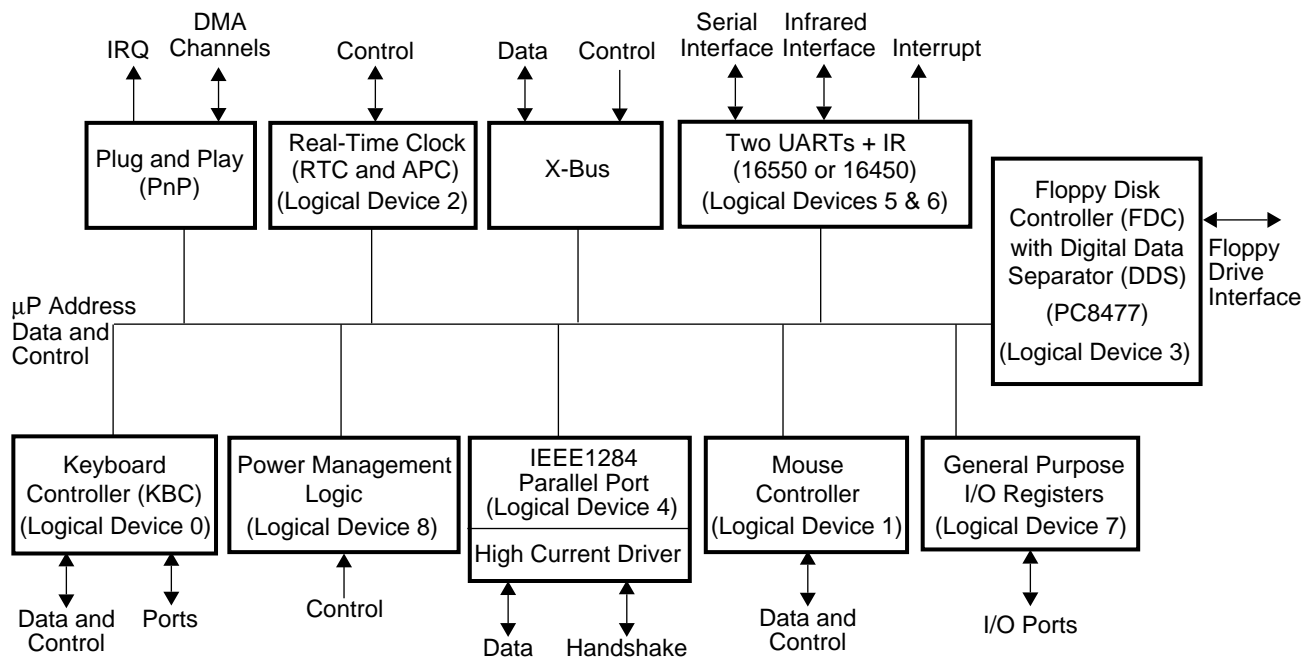 IRQ
DMA
Channels
Control
Data
Control
Serial
Interface
Infrared
Interface
Interrupt
Plug and Play
(PnP)
Real-Time Clock
(RTC and APC)
(Logical Device 2)
X-Bus
Two UARTs + IR
(16550 or 16450)
(Logical Devices 5 & 6)
Floppy Disk
Controller (FDC)
with Digital Data
Separator (DDS)
(PC8477)
(Logical Device 3)
Floppy
Drive
Interface
μP Address
Data and
Control
Keyboard
Controller (KBC)
(Logical Device 0)
Power Management
Logic
(Logical Device 8)
IEEE1284
Parallel Port
(Logical Device 4)
High Current Driver
Mouse
Controller
(Logical Device 1)
General Purpose
I/O Registers
(Logical Device 7)
Data and
Control
Ports
Control
Data
Handshake
Data and
Control
I/O Ports